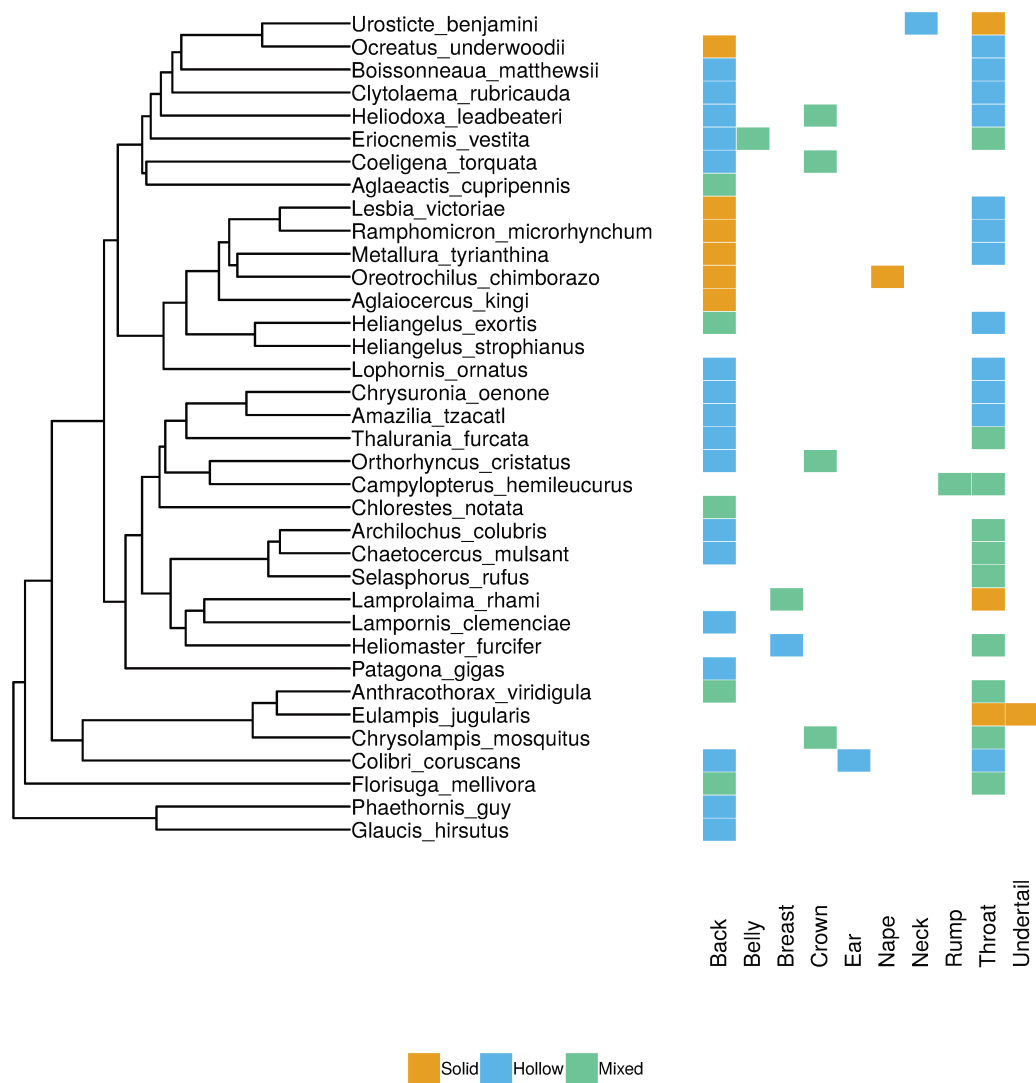 Urosticte_benjamini
Ocreatus_underwoodii
Boissonneaua_matthewsii
Clytolaema_rubricauda
Heliodoxa_leadbeateri
Eriocnemis_vestita
Coeligena_torquata
Aglaeactis_cupripennis
Lesbia_victoriae
Ramphomicron_microrhynchum
Metallura_tyrianthina
Oreotrochilus_chimborazo
Aglaiocercus_kingi
Heliangelus_exortis
Heliangelus_strophianus
Lophornis_ornatus
Chrysuronia_oenone
Amazilia_tzacatl
Thalurania_furcata
Orthorhyncus_cristatus
Campylopterus_hemileucurus
Chlorestes_notata
Archilochus_colubris
Chaetocercus_mulsant
Selasphorus_rufus
Lamprolaima_rhami
Lampornis_clemenciae
Heliomaster_furcifer
Patagona_gigas
Anthracothorax_viridigula
Eulampis_jugularis
Chrysolampis_mosquitus
Colibri_coruscans
Florisuga_mellivora
Phaethornis_guy
Glaucis_hirsutus
Back
Belly
Breast
Crown
Ear
Nape
Neck
Rump
Throat
Undertail
Solid Hollow Mixed